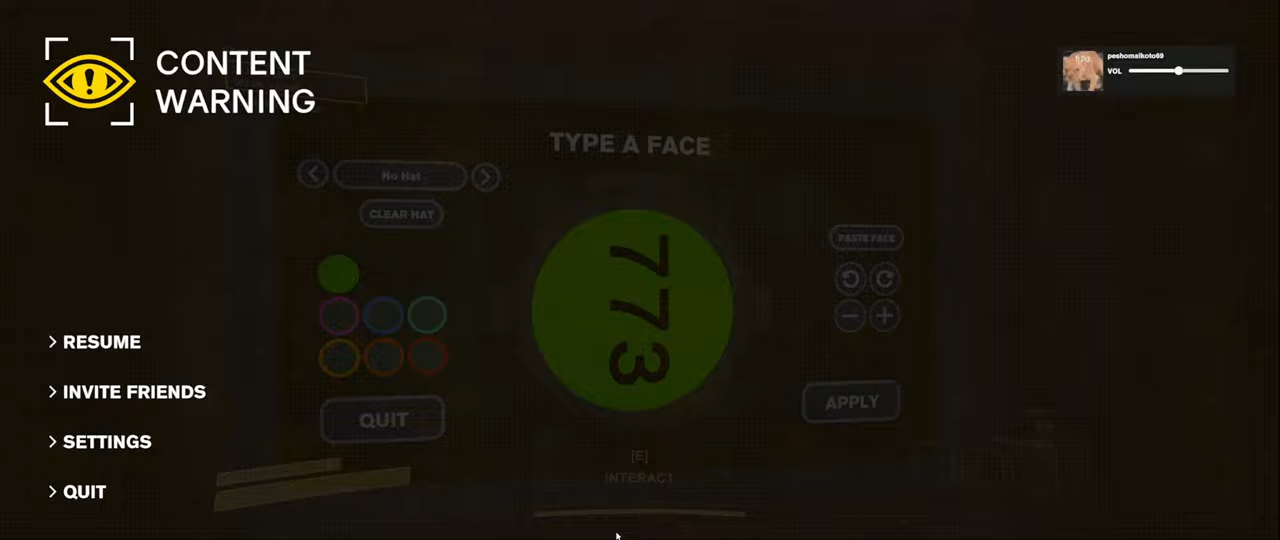 CONTENT
WARNING
peshomalkoto69
VOL
TYPE A FACE
No Hat
CLEAR HAT
PASTE FACE
773
RESUME
INVITE FRIENDS
SETTINGS
QUIT
QUIT
APPLY
[E]
INTERACT